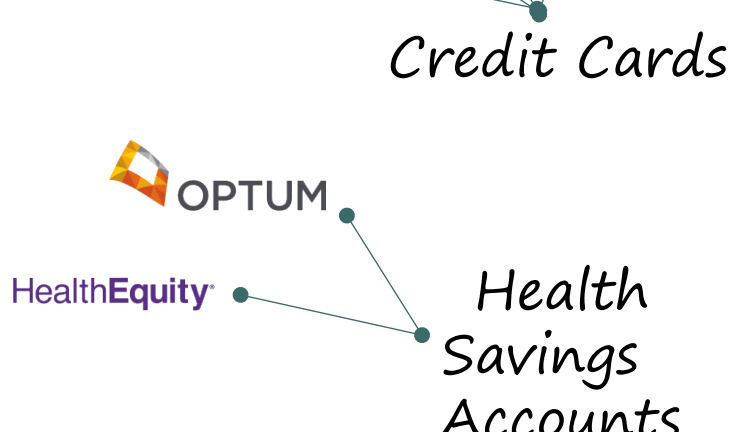 Credit Cards
OPTUM
HealthEquity
Health
Savings
Accounts